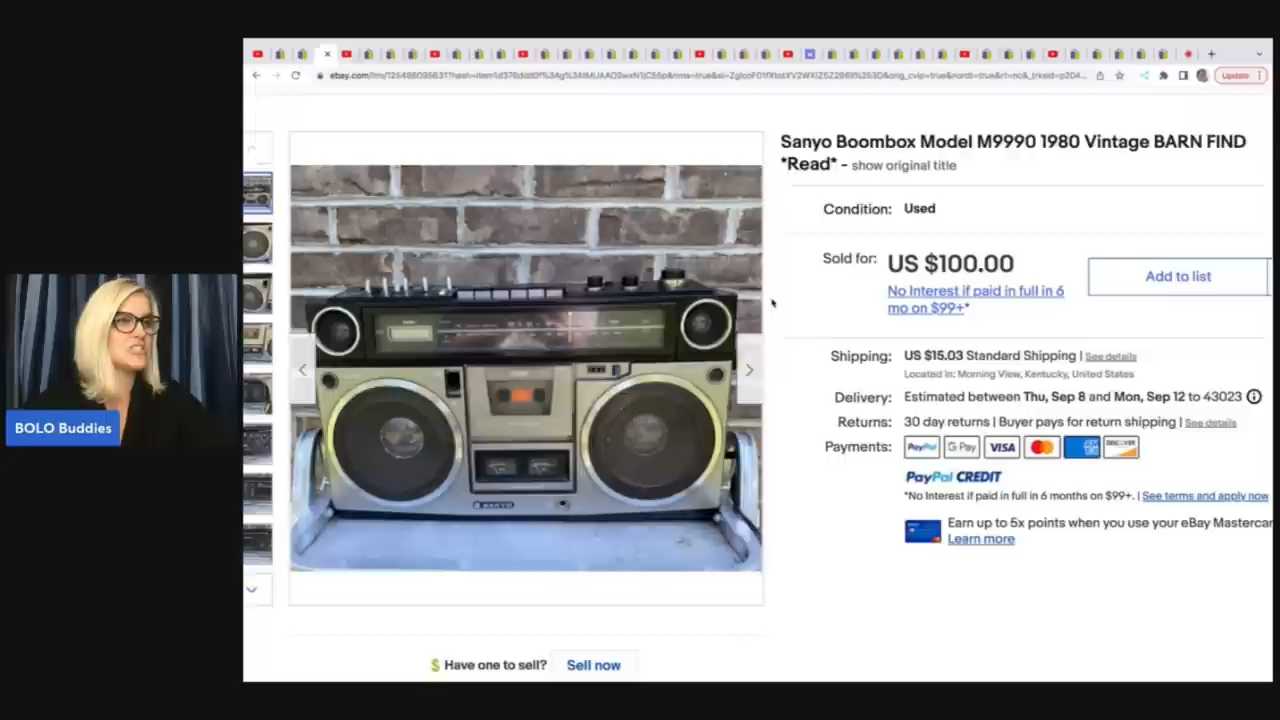 Update
Sanyo Boombox Model M9990 1980 Vintage BARN FIND
*Read* - show original title
Condition: Used
Sold for: US $100.00
Add to list
No Interest if paid in full in 6
mo on $99+*
Shipping: US $15.03 Standard Shipping | See details
Located in: Morning View, Kentucky, United States
Delivery: Estimated between Thu, Sep 8 and Mon, Sep 12 to 43023
Returns: 30 day returns | Buyer pays for return shipping | See details
Payments: PayPal G Pay VISA DISCOVER
PayPal CREDIT
*No Interest if paid in full in 6 months on $99+. | See terms and apply now
Earn up to 5x points when you use your eBay Mastercar
Learn more
SANYO
BOLO Buddies
$ Have one to sell? Sell now